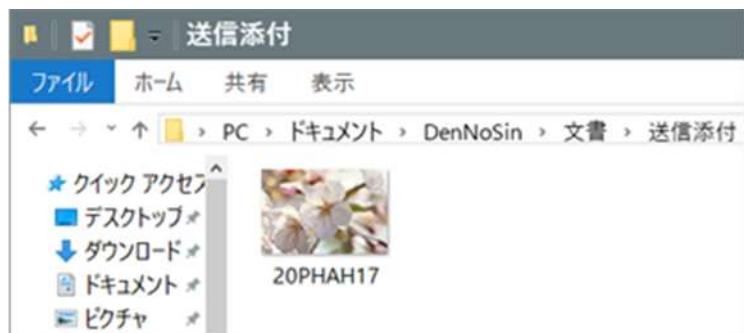 送信添付
ファイル ホーム 共有 表示
PC › ドキュメント › DenNoSin › 文書 › 送信添付
クイック アクセス
デスクトップ
ダウンロード
ドキュメント
ピクチャ
20PHAH17